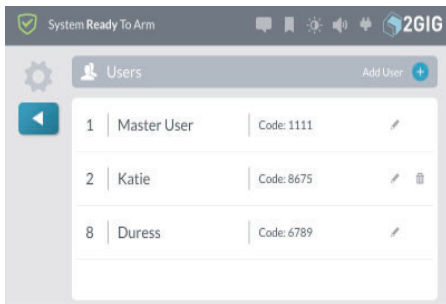 System Ready To Arm 2GIG
Users Add User
1 Master User Code: 1111
2 Katie Code: 8675
8 Duress Code: 6789